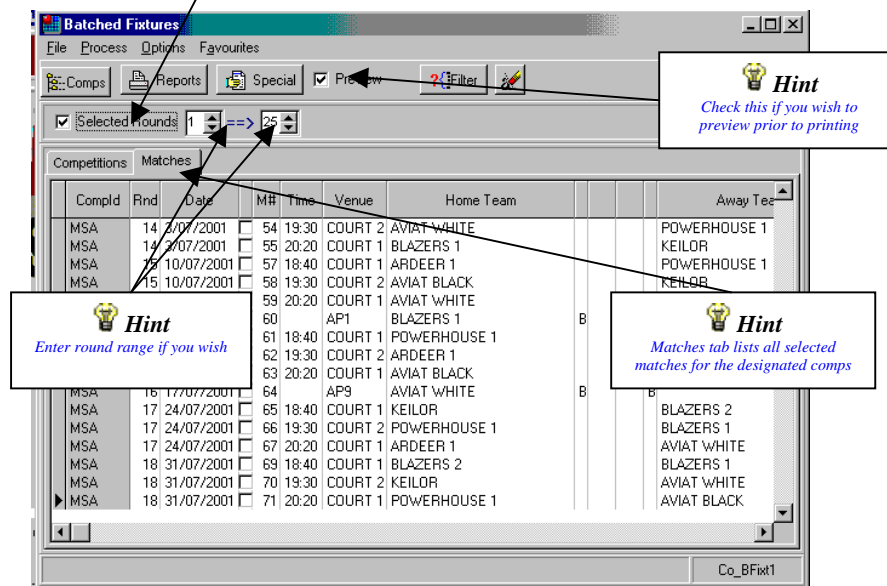 Batched Fixtures
File Process Options Favourites
Comps Reports Special Preview ?{}Filter
Hint
Check this if you wish to
preview prior to printing
Selected Rounds 1 ==> 25
Competitions Matches
CompId Rnd Date M# Time Venue Home Team Away Tea
MSA 14 3/07/2001 54 19:30 COURT 2 AVIAT WHITE POWERHOUSE 1
MSA 14 3/07/2001 55 20:20 COURT 1 BLAZERS 1 KEILOR
MSA 15 10/07/2001 57 18:40 COURT 1 ARDEER 1 POWERHOUSE 1
MSA 15 10/07/2001 58 19:30 COURT 2 AVIAT BLACK KEILOR
59 20:20 COURT 1 AVIAT WHITE
60 AP1 BLAZERS 1 B
61 18:40 COURT 1 POWERHOUSE 1
62 19:30 COURT 2 ARDEER 1
63 20:20 COURT 1 AVIAT BLACK
Hint
Enter round range if you wish
Hint
Matches tab lists all selected
matches for the designated comps
MSA 16 17/07/2001 64 AP9 AVIAT WHITE B B
MSA 17 24/07/2001 65 18:40 COURT 1 KEILOR BLAZERS 2
MSA 17 24/07/2001 66 19:30 COURT 2 POWERHOUSE 1 BLAZERS 1
MSA 17 24/07/2001 67 20:20 COURT 1 ARDEER 1 AVIAT WHITE
MSA 18 31/07/2001 69 18:40 COURT 1 BLAZERS 2 BLAZERS 1
MSA 18 31/07/2001 70 19:30 COURT 2 KEILOR AVIAT WHITE
MSA 18 31/07/2001 71 20:20 COURT 1 POWERHOUSE 1 AVIAT BLACK
Co_BFixt1